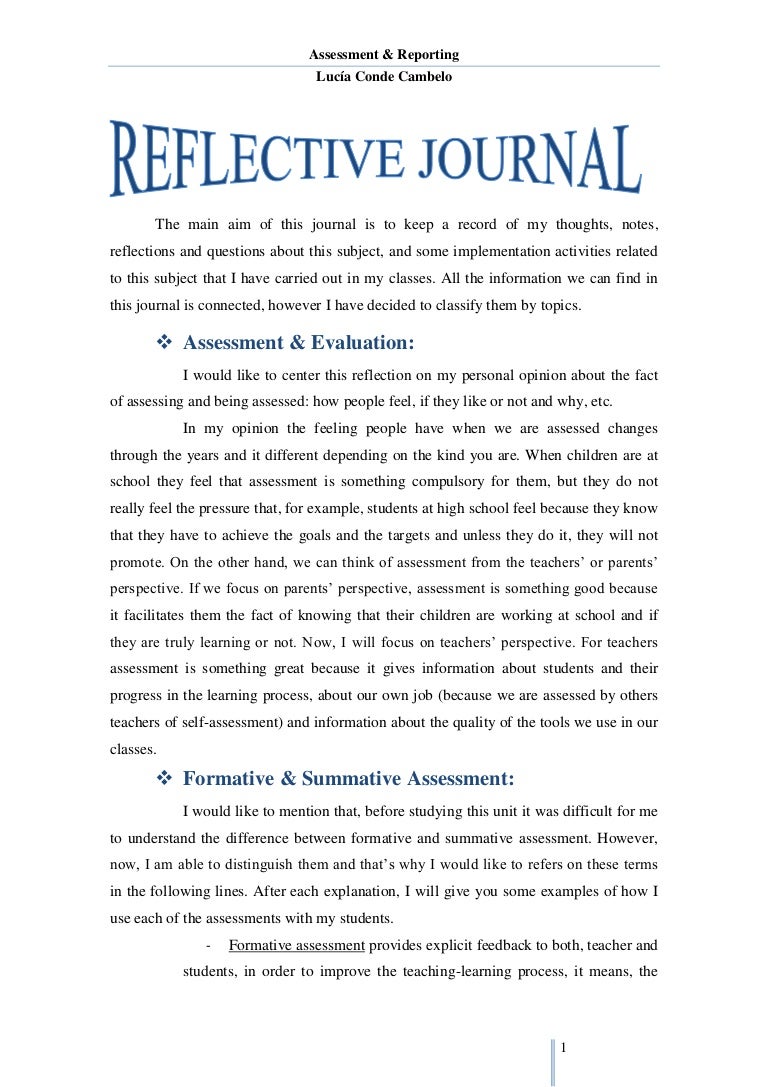 Assessment & Reporting
Lucía Conde Cambelo
REFLECTIVE JOURNAL
The main aim of this journal is to keep a record of my thoughts, notes,
reflections and questions about this subject, and some implementation activities related
to this subject that I have carried out in my classes. All the information we can find in
this journal is connected, however I have decided to classify them by topics.
❖ Assessment & Evaluation:
I would like to center this reflection on my personal opinion about the fact
of assessing and being assessed: how people feel, if they like or not and why, etc.
In my opinion the feeling people have when we are assessed changes
through the years and it different depending on the kind you are. When children are at
school they feel that assessment is something compulsory for them, but they do not
really feel the pressure that, for example, students at high school feel because they know
that they have to achieve the goals and the targets and unless they do it, they will not
promote. On the other hand, we can think of assessment from the teachers’ or parents’
perspective. If we focus on parents’ perspective, assessment is something good because
it facilitates them the fact of knowing that their children are working at school and if
they are truly learning or not. Now, I will focus on teachers’ perspective. For teachers
assessment is something great because it gives information about students and their
progress in the learning process, about our own job (because we are assessed by others
teachers of self-assessment) and information about the quality of the tools we use in our
classes.
❖ Formative & Summative Assessment:
I would like to mention that, before studying this unit it was difficult for me
to understand the difference between formative and summative assessment. However,
now, I am able to distinguish them and that’s why I would like to refers on these terms
in the following lines. After each explanation, I will give you some examples of how I
use each of the assessments with my students.
- Formative assessment provides explicit feedback to both, teacher and
students, in order to improve the teaching-learning process, it means, the
1